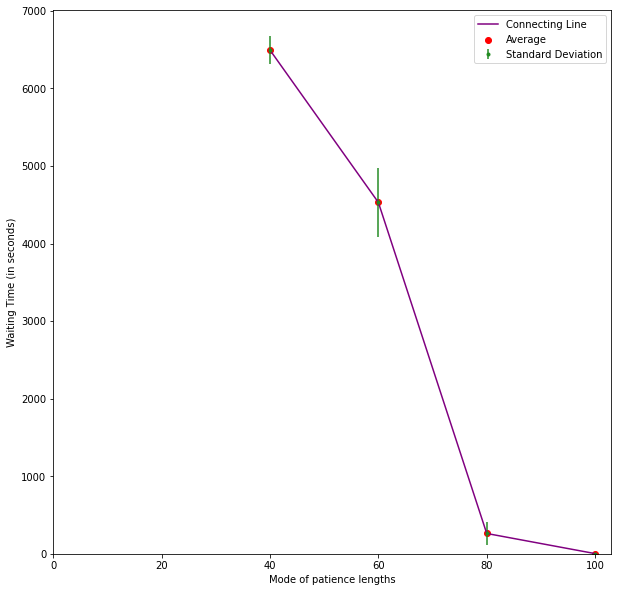 7000
6000
5000
4000
3000
2000
1000
0
Waiting Time (in seconds)
Connecting Line
Average
Standard Deviation
0 20 40 60 80 100
Mode of patience lengths